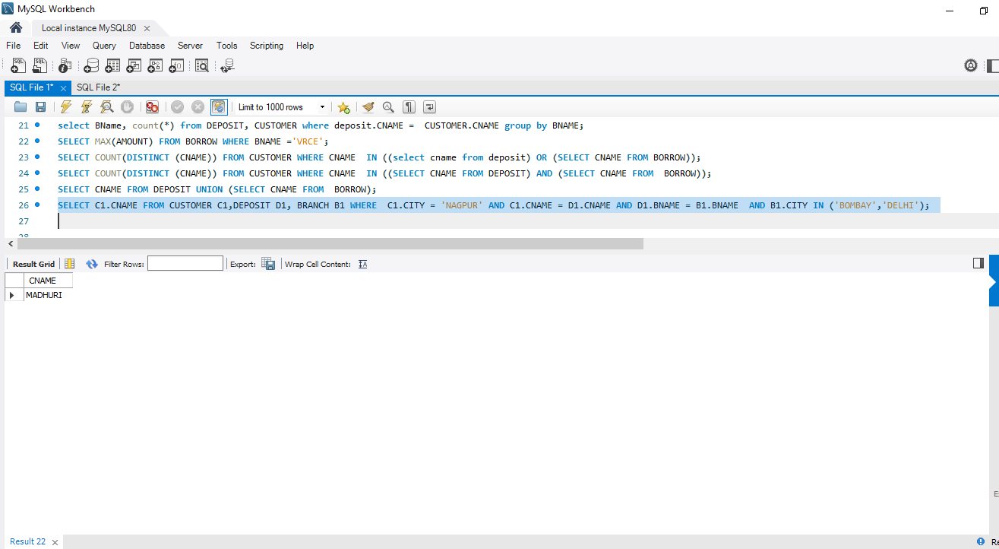 MySQL Workbench
Local instance MySQL80
File Edit View Query Database Server Tools Scripting Help
SQL File 1* SQL File 2*
Limit to 1000 rows
21 select BName, count(*) from DEPOSIT, CUSTOMER where deposit.CNAME =  CUSTOMER.CNAME group by BNAME;
22 SELECT MAX(AMOUNT) FROM BORROW WHERE BNAME ='VRCE';
23 SELECT COUNT(DISTINCT (CNAME)) FROM CUSTOMER WHERE CNAME  IN ((select cname from deposit) OR (SELECT CNAME FROM BORROW));
24 SELECT COUNT(DISTINCT (CNAME)) FROM CUSTOMER WHERE CNAME  IN ((SELECT CNAME FROM DEPOSIT) AND (SELECT CNAME FROM  BORROW));
25 SELECT CNAME FROM DEPOSIT UNION (SELECT CNAME FROM  BORROW);
26 SELECT C1.CNAME FROM CUSTOMER C1,DEPOSIT D1, BRANCH B1 WHERE  C1.CITY = 'NAGPUR' AND C1.CNAME = D1.CNAME AND D1.BNAME = B1.BNAME  AND B1.CITY IN ('BOMBAY','DELHI');
27
28
Result Grid Filter Rows: Export: Wrap Cell Content:
CNAME
MADHURI
Result 22